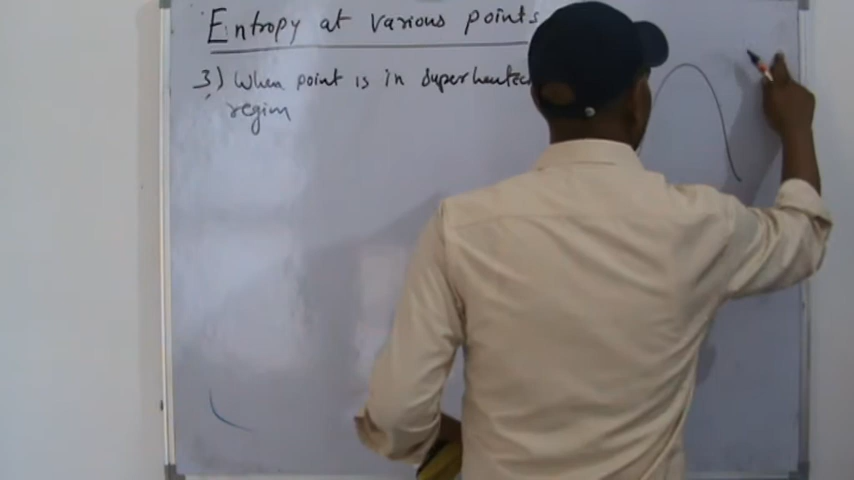 Entropy at various points
3) When point is in superheated
regim